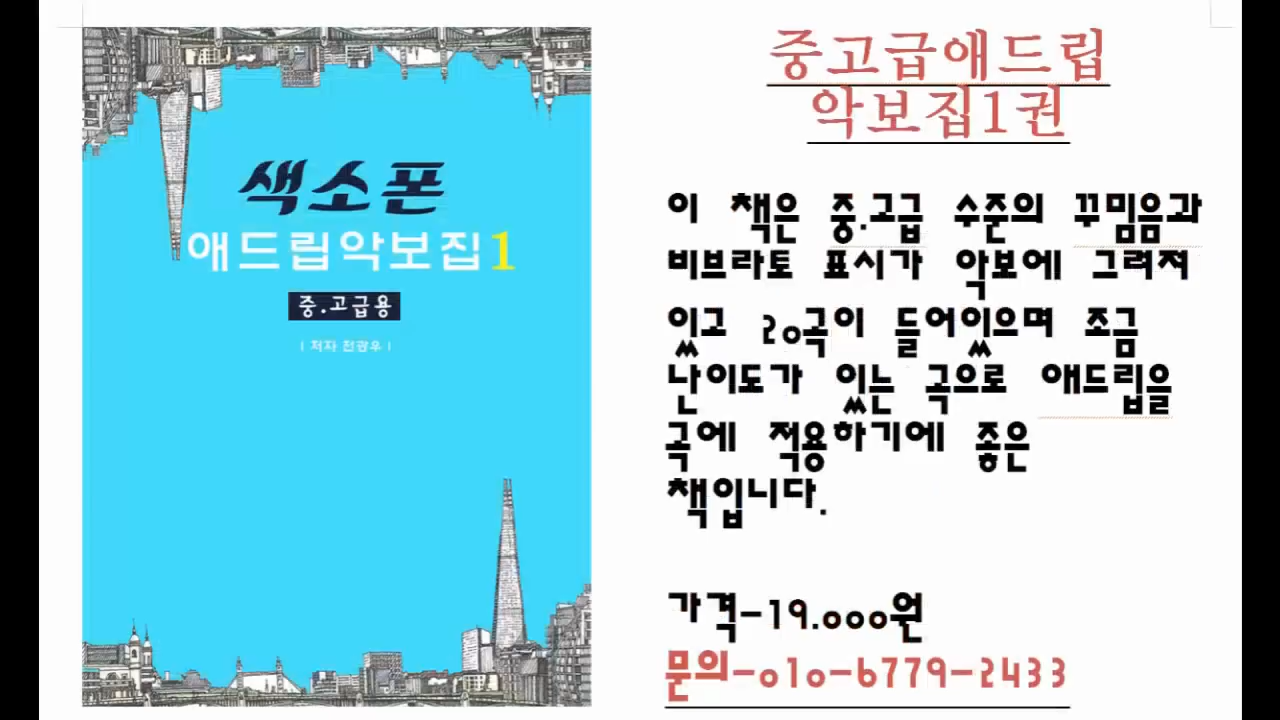 색소폰
애드립악보집1
중.고급용
| 저자 전광우 |
중고급애드립
악보집1권
이 책은 중.고급 수준의 꾸밈음과
비브라토 표시가 악보에 그려져
있고 20곡이 들어있으며 조금
난이도가 있는 곡으로 애드립을
곡에 적용하기에 좋은
책입니다.
가격-19.000원
문의-010-6779-2433